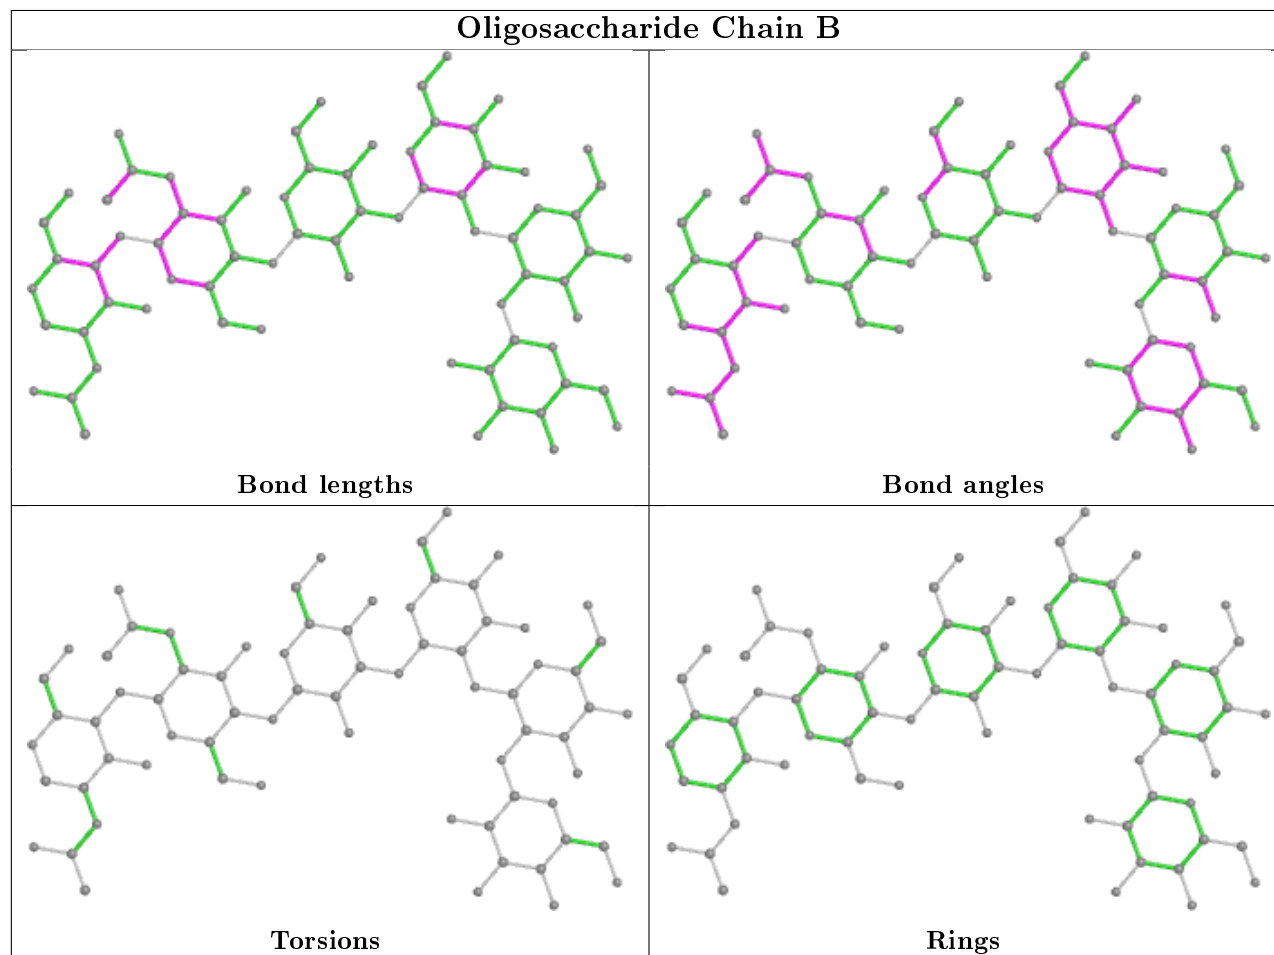 Oligosaccharide Chain B
Bond lengths
Bond angles
Torsions
Rings